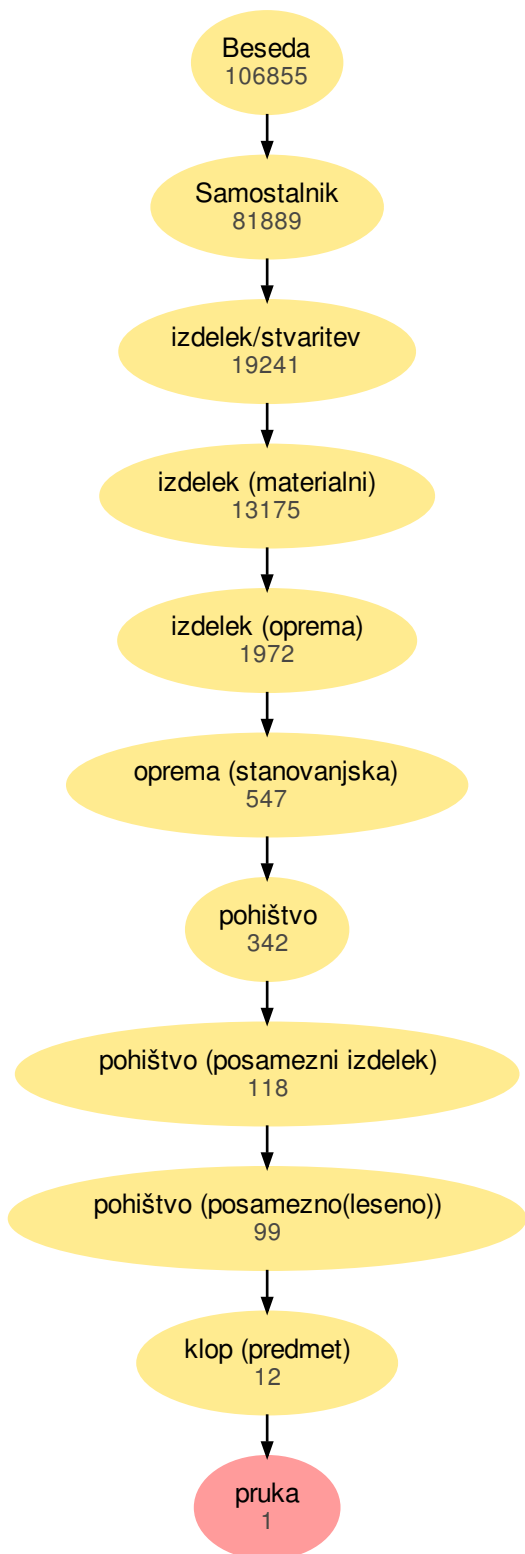 Beseda
106855
Samostalnik
81889
izdelek/stvaritev
19241
izdelek (materialni)
13175
izdelek (oprema)
1972
oprema (stanovanjska)
547
pohištvo
342
pohištvo (posamezni izdelek)
118
pohištvo (posamezno(leseno))
99
klop (predmet)
12
pruka
1